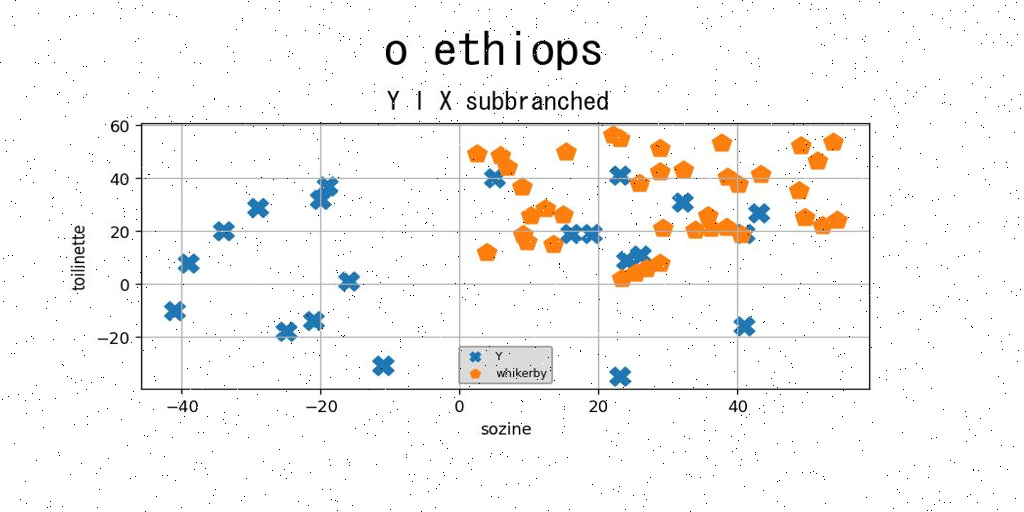 o ethiops
Y | X subbranched
60
40
20
0
−20
toilinette
−40
−20
0
20
40
sozine
Y
whikerby